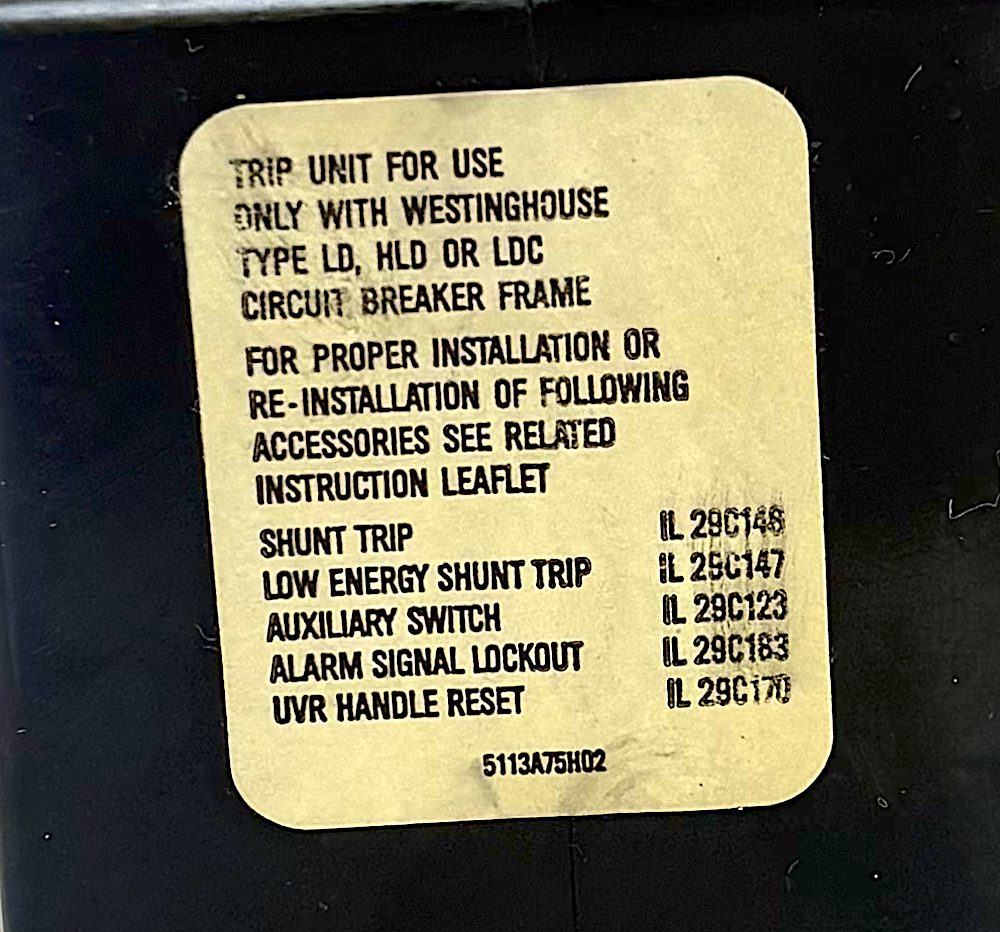 TRIP UNIT FOR USE
ONLY WITH WESTINGHOUSE
TYPE LD, HLD OR LDC
CIRCUIT BREAKER FRAME
FOR PROPER INSTALLATION OR
RE-INSTALLATION OF FOLLOWING
ACCESSORIES SEE RELATED
INSTRUCTION LEAFLET
SHUNT TRIP IL
LOW ENERGY SHUNT TRIP IL 29C147
AUXILIARY SWITCH IL 29C123
ALARM SIGNAL LOCKOUT IL
UVR HANDLE RESET IL 29C170
5113A75H02